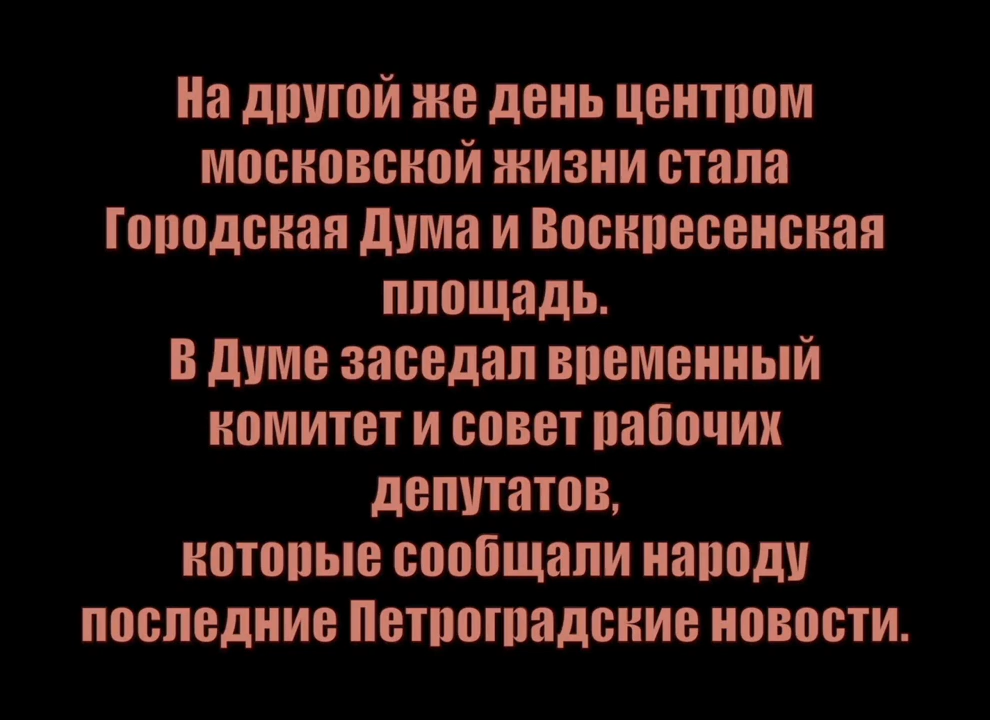 На другой же день центром
московской жизни стала
Городская Дума и Воскресенская
площадь.
В Думе заседал временный
комитет и совет рабочих
депутатов,
которые сообщали народу
последние Петроградские новости.